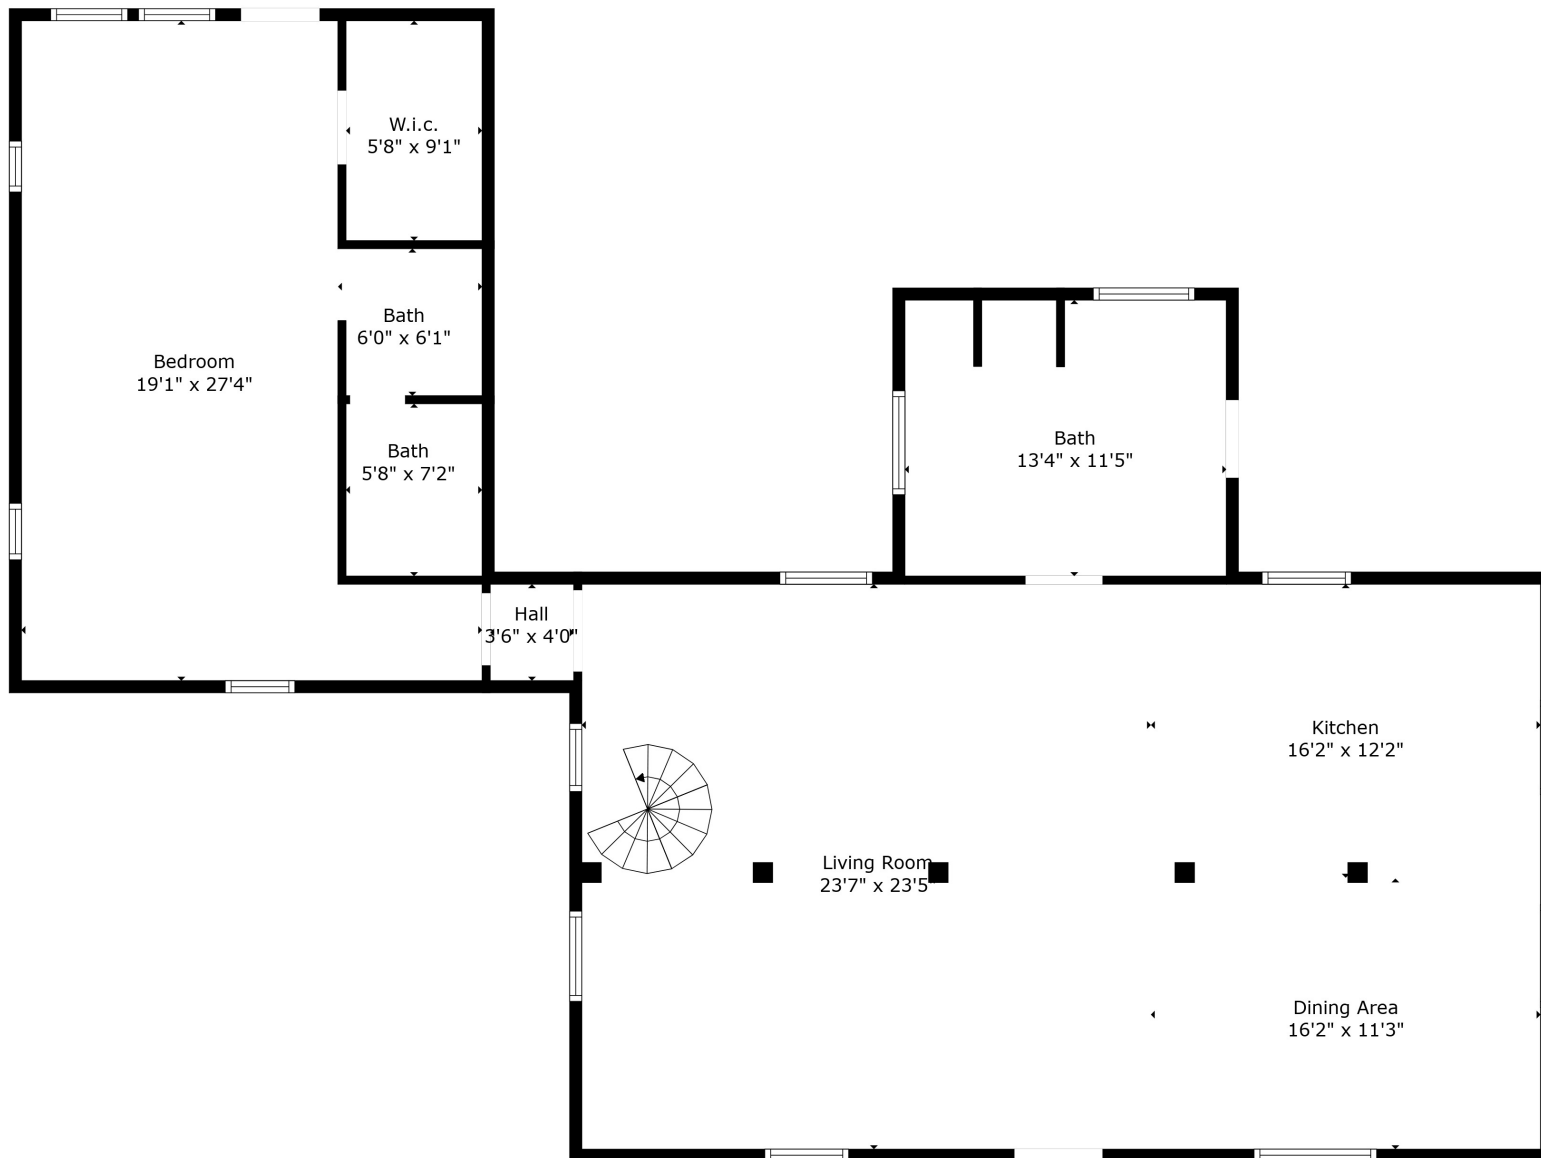 W.i.c.
5'8" x 9'1"
Bath
6'0" x 6'1"
Bedroom
19'1" x 27'4"
Bath
5'8" x 7'2"
Bath
13'4" x 11'5"
Hall
3'6" x 4'0"
Kitchen
16'2" x 12'2"
Living Room
23'7" x 23'5"
Dining Area
16'2" x 11'3"